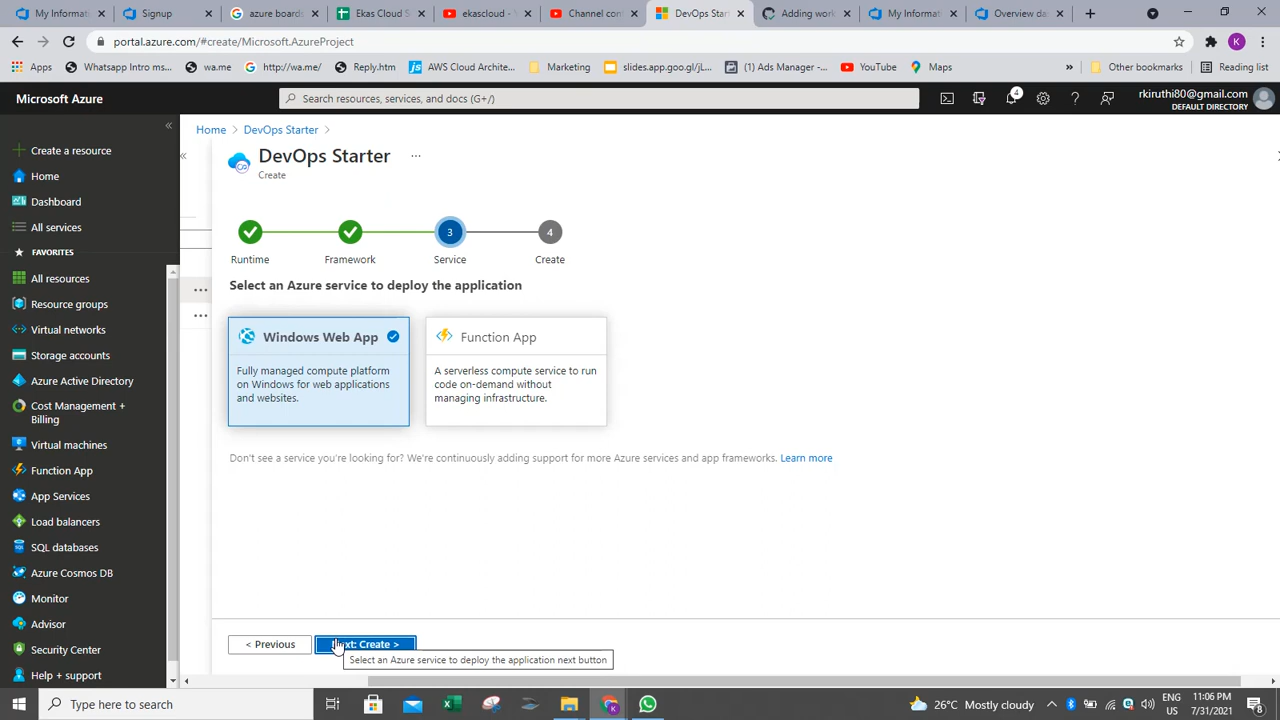 My Informati
Signup
azure boards
Ekas Cloud S
ekascloud -
Channel con
DevOps Star
Adding work
My Informat
Overview da
portal.azure.com/#create/Microsoft.AzureProject
Apps
Whatsapp Intro ms...
wa.me
http://wa.me/
Reply.htm
AWS Cloud Archite...
Marketing
slides.app.goo.gl/jL...
(1) Ads Manager -...
YouTube
Maps
»
Other bookmarks
Reading list
Microsoft Azure
Search resources, services, and docs (G+/)
4
rkiruthi80@gmail.com
DEFAULT DIRECTORY
Create a resource
Home
Dashboard
All services
FAVORITES
All resources
Resource groups
Virtual networks
Storage accounts
Azure Active Directory
Cost Management +
Billing
Virtual machines
Function App
App Services
Load balancers
SQL databases
Azure Cosmos DB
Monitor
Advisor
Security Center
Help + support
Home > DevOps Starter >
DevOps Starter ...
Create
3
4
Runtime
Framework
Service
Create
Select an Azure service to deploy the application
Windows Web App
Fully managed compute platform
on Windows for web applications
and websites.
Function App
A serverless compute service to run
code on-demand without
managing infrastructure.
Don't see a service you're looking for? We're continuously adding support for more Azure services and app frameworks. Learn more
< Previous
Create >
Select an Azure service to deploy the application next button
Type here to search
26°C Mostly cloudy
ENG
US
11:06 PM
7/31/2021
8